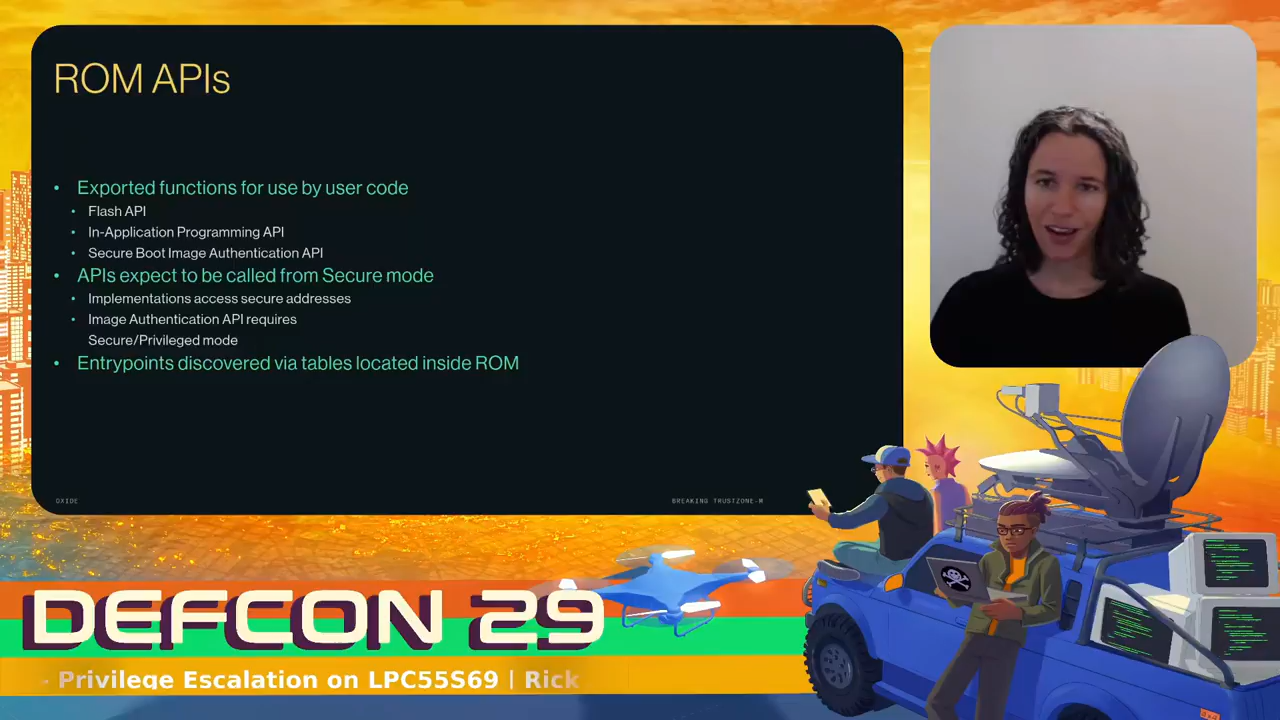 ROM APIs
• Exported functions for use by user code
• Flash API
• In-Application Programming API
• Secure Boot Image Authentication API
• APIs expect to be called from Secure mode
• Implementations access secure addresses
• Image Authentication API requires
Secure/Privileged mode
• Entrypoints discovered via tables located inside ROM
OXIDE
BREAKING TRUSTZONE-M
DEFCON 29
- Privilege Escalation on LPC55S69 | Rick